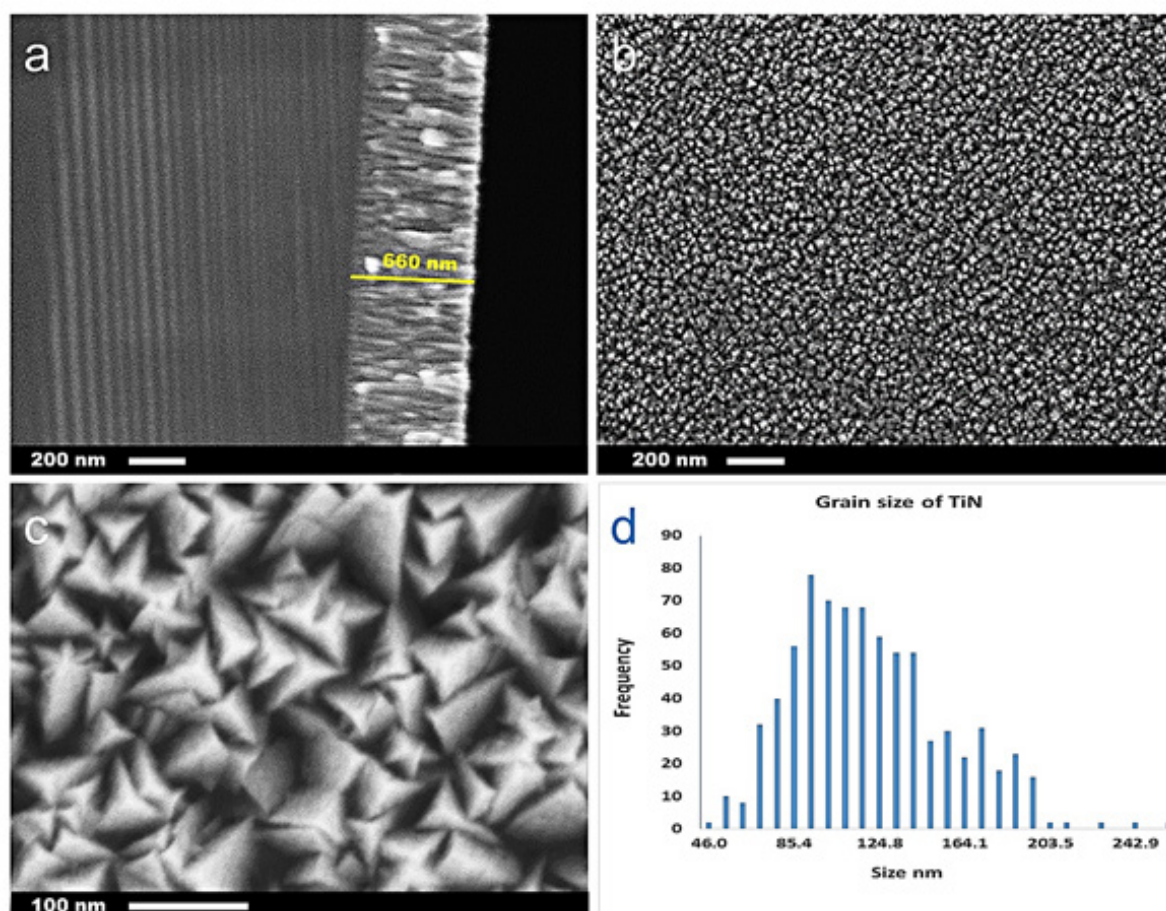 a
660 nm
200 nm
b
200 nm
c
100 nm
d
Grain size of TiN
Frequency
90
80
70
60
50
40
30
20
10
0
46.0 85.4 124.8 164.1 203.5 242.9
Size nm